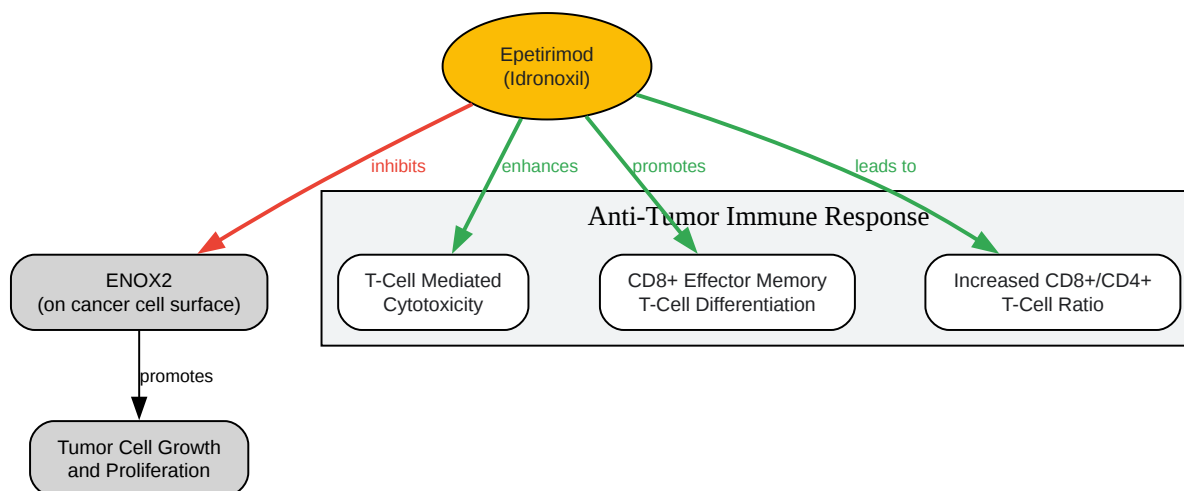 Epetirimod
(Idronoxil)
inhibits
enhances
promotes
leads to
Anti-Tumor Immune Response
ENOX2
(on cancer cell surface)
T-Cell Mediated
Cytotoxicity
CD8+ Effector Memory
T-Cell Differentiation
Increased CD8+/CD4+
T-Cell Ratio
promotes
Tumor Cell Growth
and Proliferation